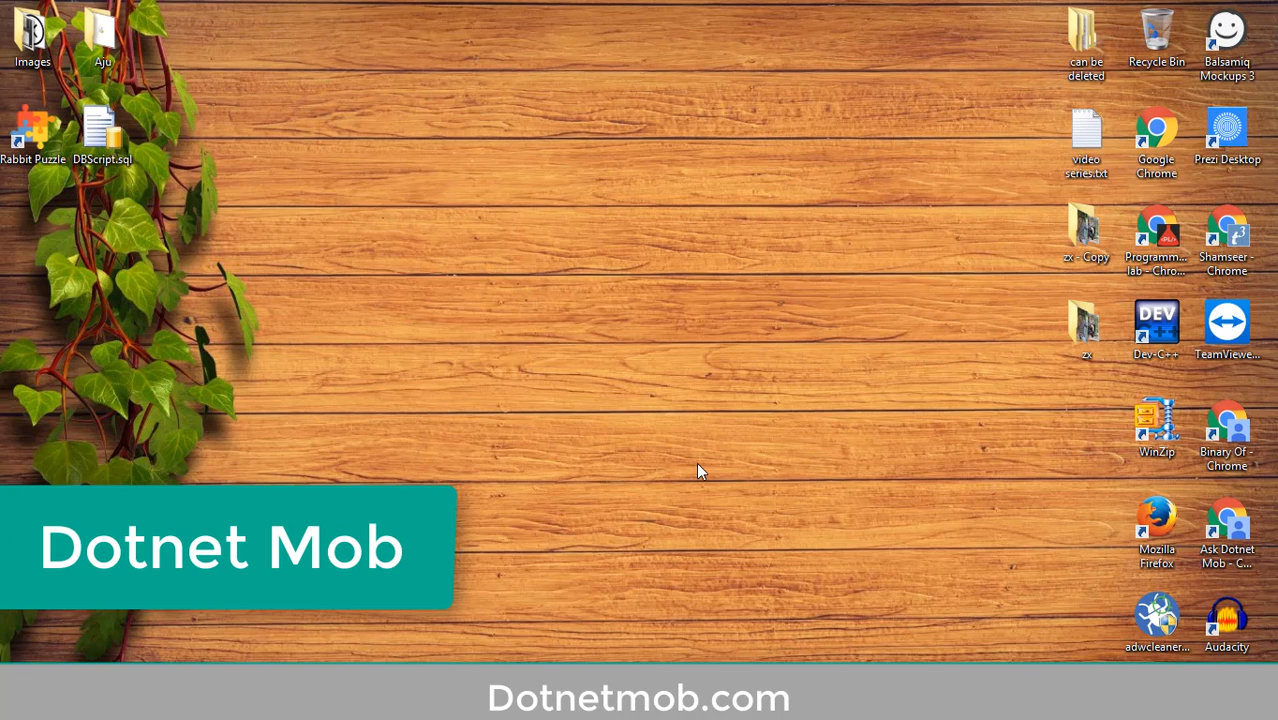 Images
Aju
Rabbit Puzzle
DBScript.sql
can be
deleted
Recycle Bin
Balsamiq
Mockups 3
video
series.txt
Google
Chrome
Prezi Desktop
zx - Copy
Programm...
lab - Chro...
Shamseer -
Chrome
zx
DEV
C++
Dev-C++
TeamViewe...
WinZip
Binary Of -
Chrome
Mozilla
Firefox
Ask Dotnet
Mob - C...
adwcleaner...
Audacity
Dotnet Mob
Dotnetmob.com